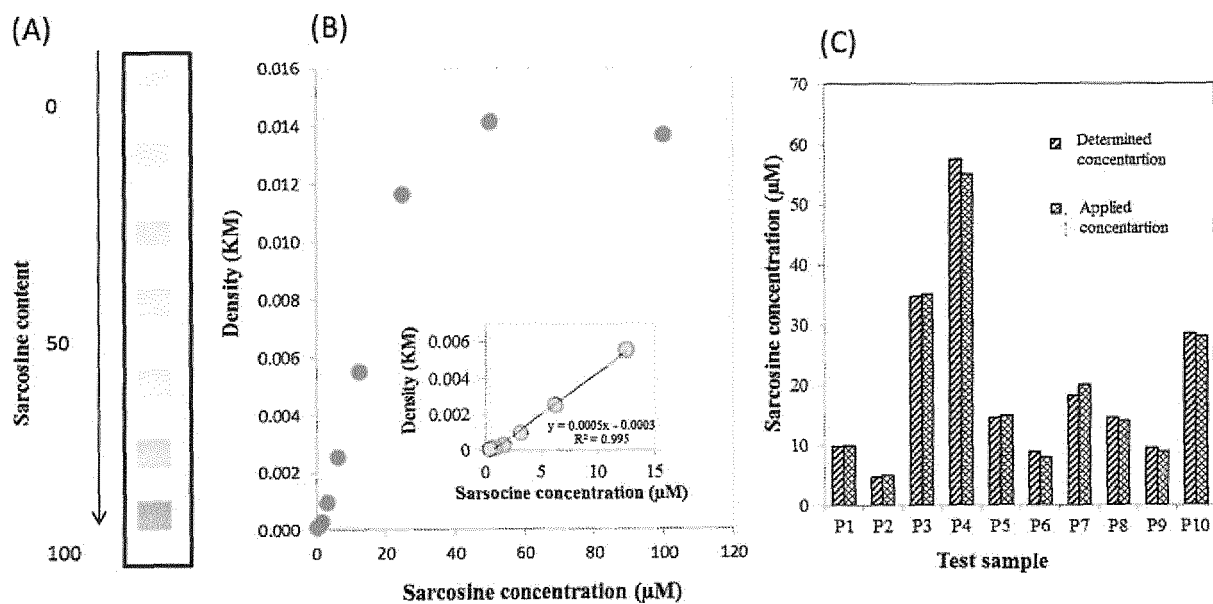 (A)
0
50
100
Sarcosine content
(B)
0.016
0.014
0.012
0.010
0.008
0.006
0.004
0.002
0.000
Density (KM)
0 20 40 60 80 100 120
Sarcosine concentration (µM)
0.006
0.004
0.002
0
Density (KM)
y = 0.0005x - 0.0003
R² = 0.995
0 5 10 15
Sarsocine concentration (µM)
(C)
70
60
50
40
30
20
10
0
Sarcosine concentration (µM)
Determined
concentartion
Applied
concentartion
P1 P2 P3 P4 P5 P6 P7 P8 P9 P10
Test sample